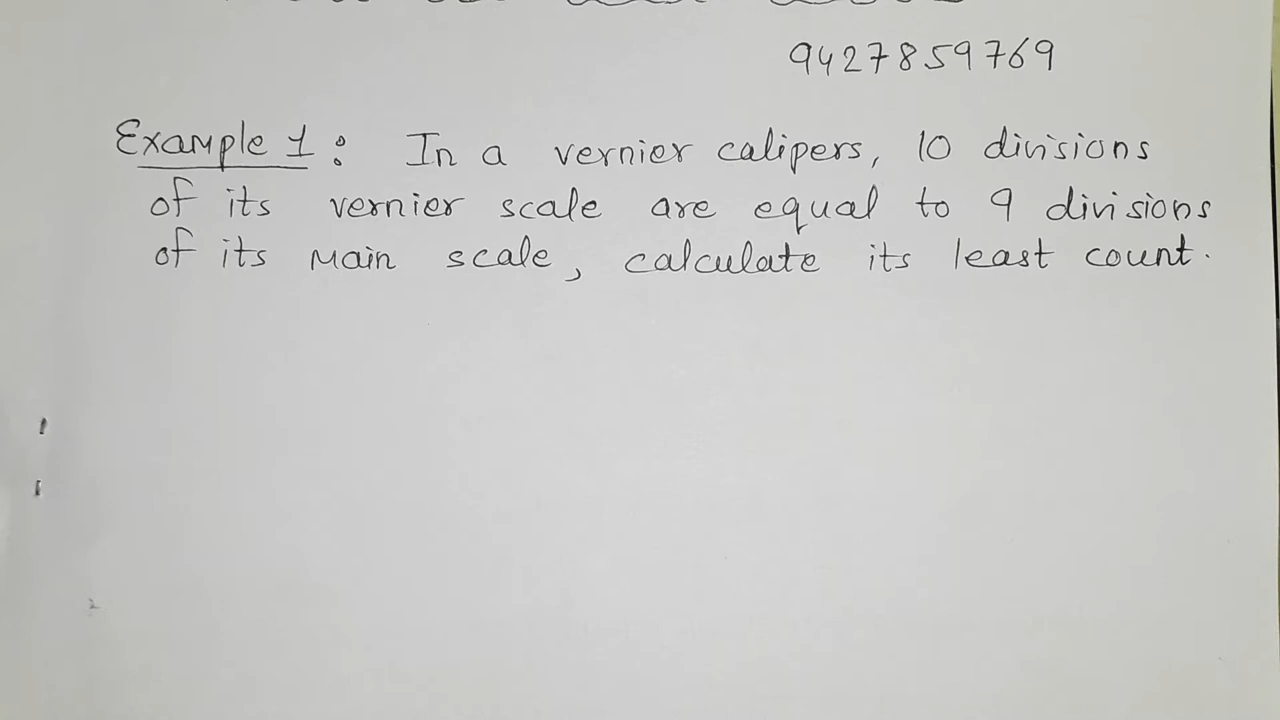 9427859769
Example 1: In a vernier calipers, 10 divisions
of its vernier scale are equal to 9 divisions
of its main scale, calculate its least count.